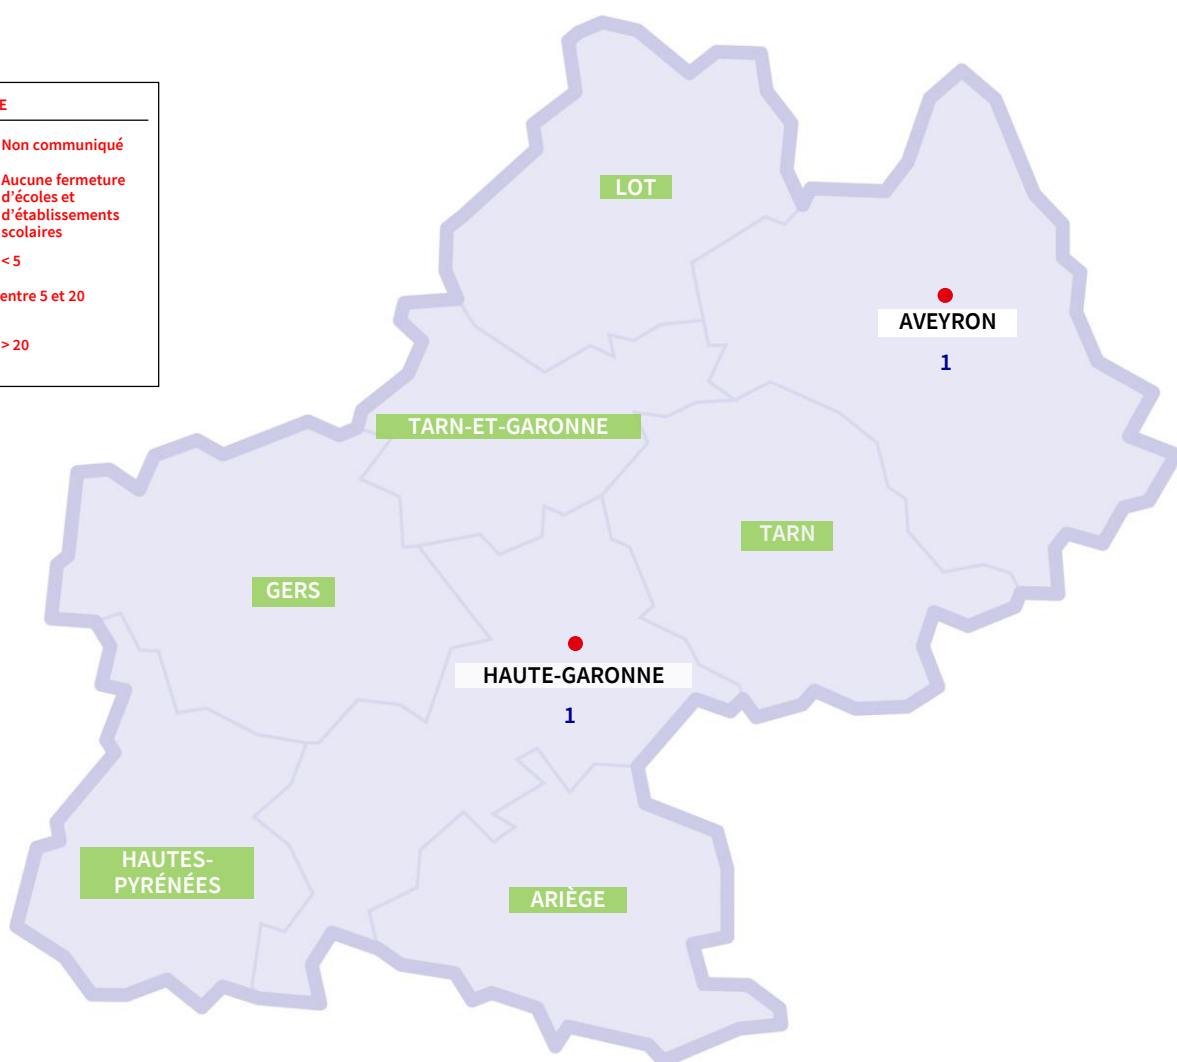 E
Non communiqué
Aucune fermeture
d'écoles et
d'établissements
scolaires
< 5
entre 5 et 20
> 20
LOT
AVEYRON
1
TARN-ET-GARONNE
TARN
GERS
HAUTE-GARONNE
1
HAUTES-
PYRÉNÉES
ARIÈGE